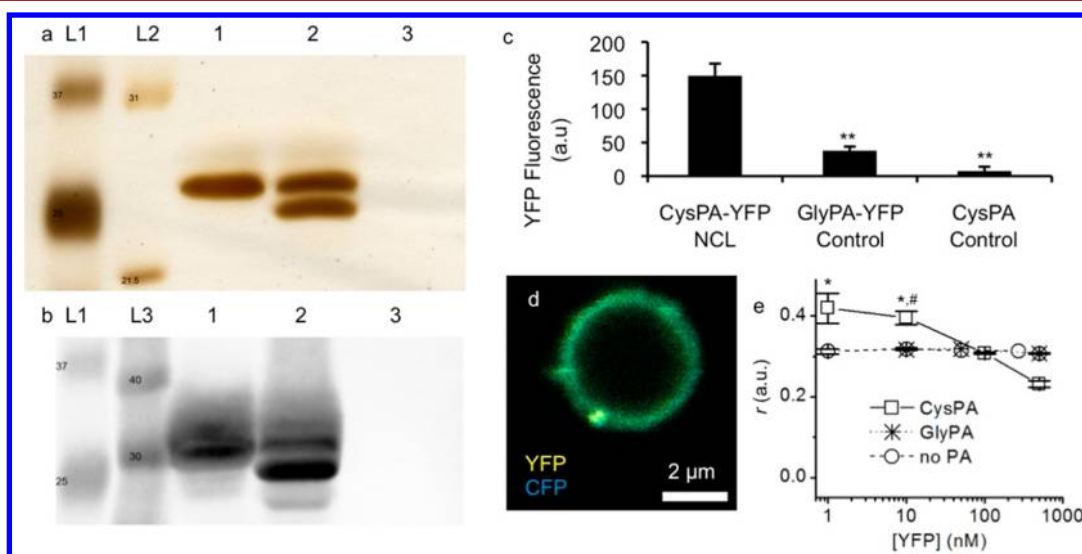 a L1 L2 1 2 3
37
31
25
21.5
b L1 L3 1 2 3
37
40
30
25
c
YFP Fluorescence
(a.u)
200
150
100
50
0
**
**
CysPA-YFP
NCL
GlyPA-YFP
Control
CysPA
Control
d
YFP
CFP
2 µm
e
*
*,#
r (a.u.)
0.4
0.2
0.0
CysPA
GlyPA
no PA
1 10 100 1000
[YFP] (nM)